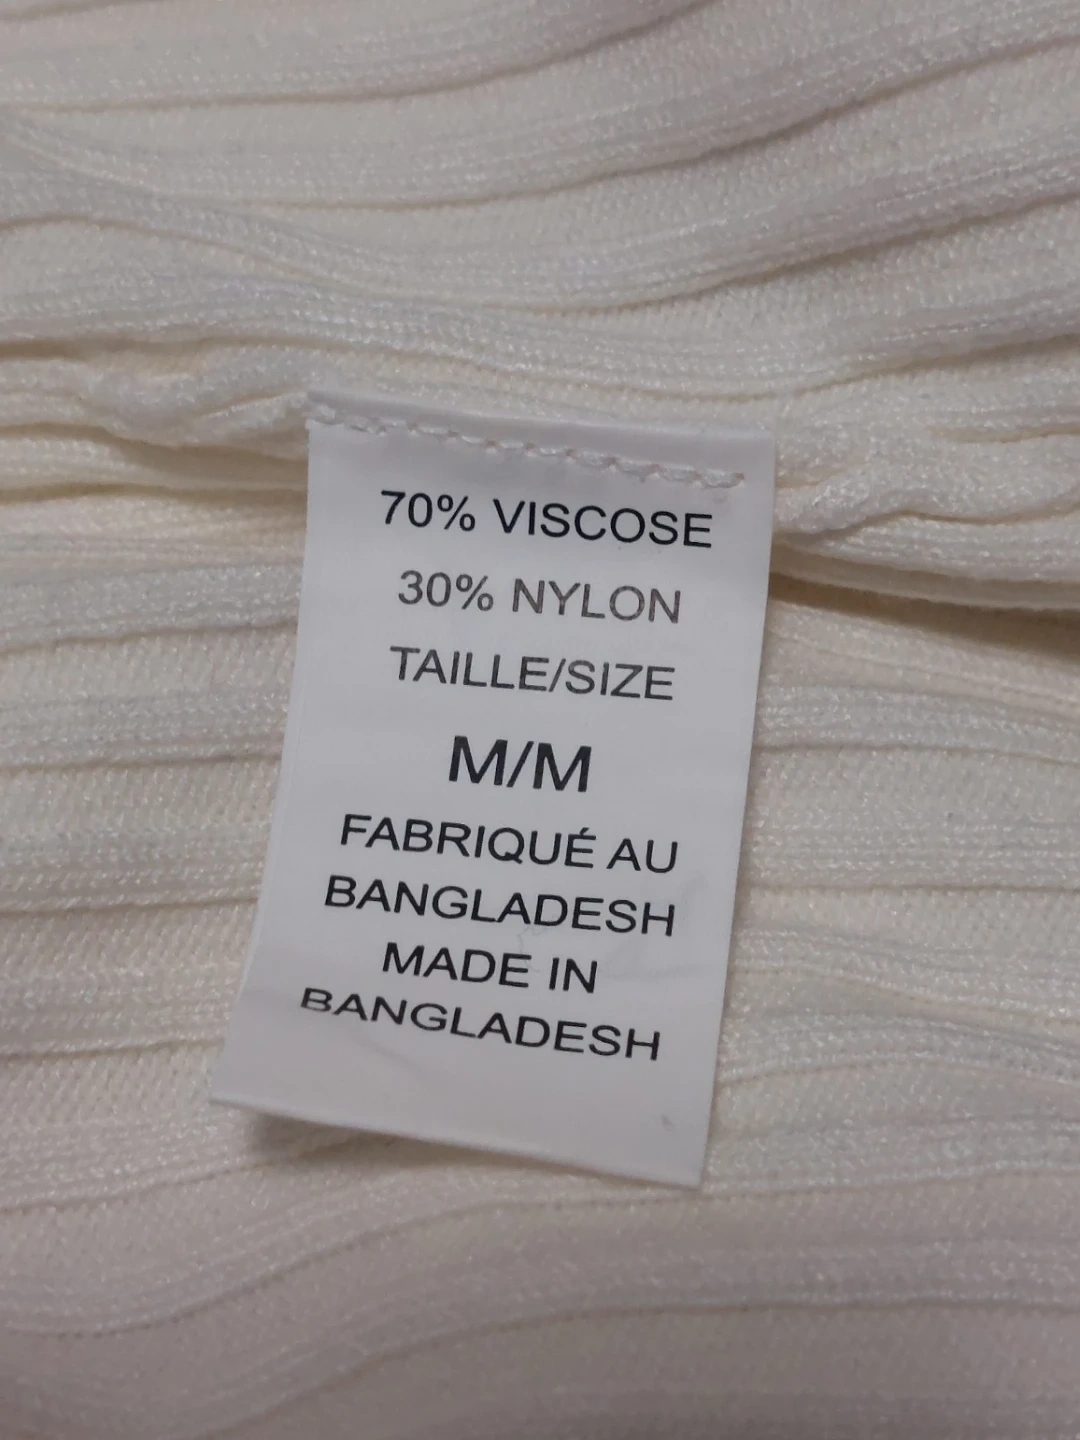 70% VISCOSE
30% NYLON
TAILLE/SIZE
M/M
FABRIQUÉ AU
BANGLADESH
MADE IN
BANGLADESH